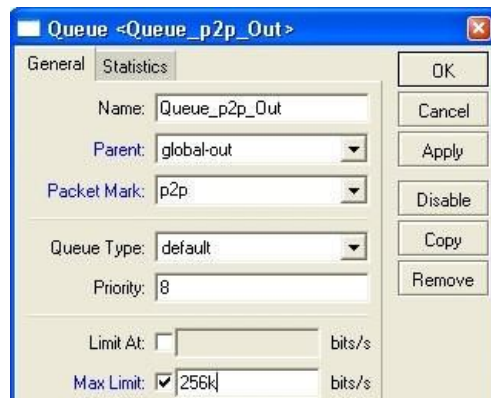 Queue <Queue_p2p_Out>
General Statistics
OK
Name: Queue_p2p_Out
Cancel
Parent: global-out
Apply
Packet Mark: p2p
Disable
Queue Type: default
Copy
Priority: 8
Remove
Limit At: bits/s
Max Limit: 256k bits/s